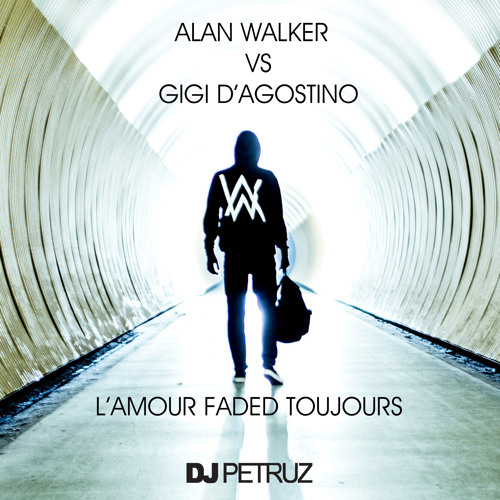 ALAN WALKER
VS
GIGI D'AGOSTINO
L'AMOUR FADED TOUJOURS
DJ PETRUZ